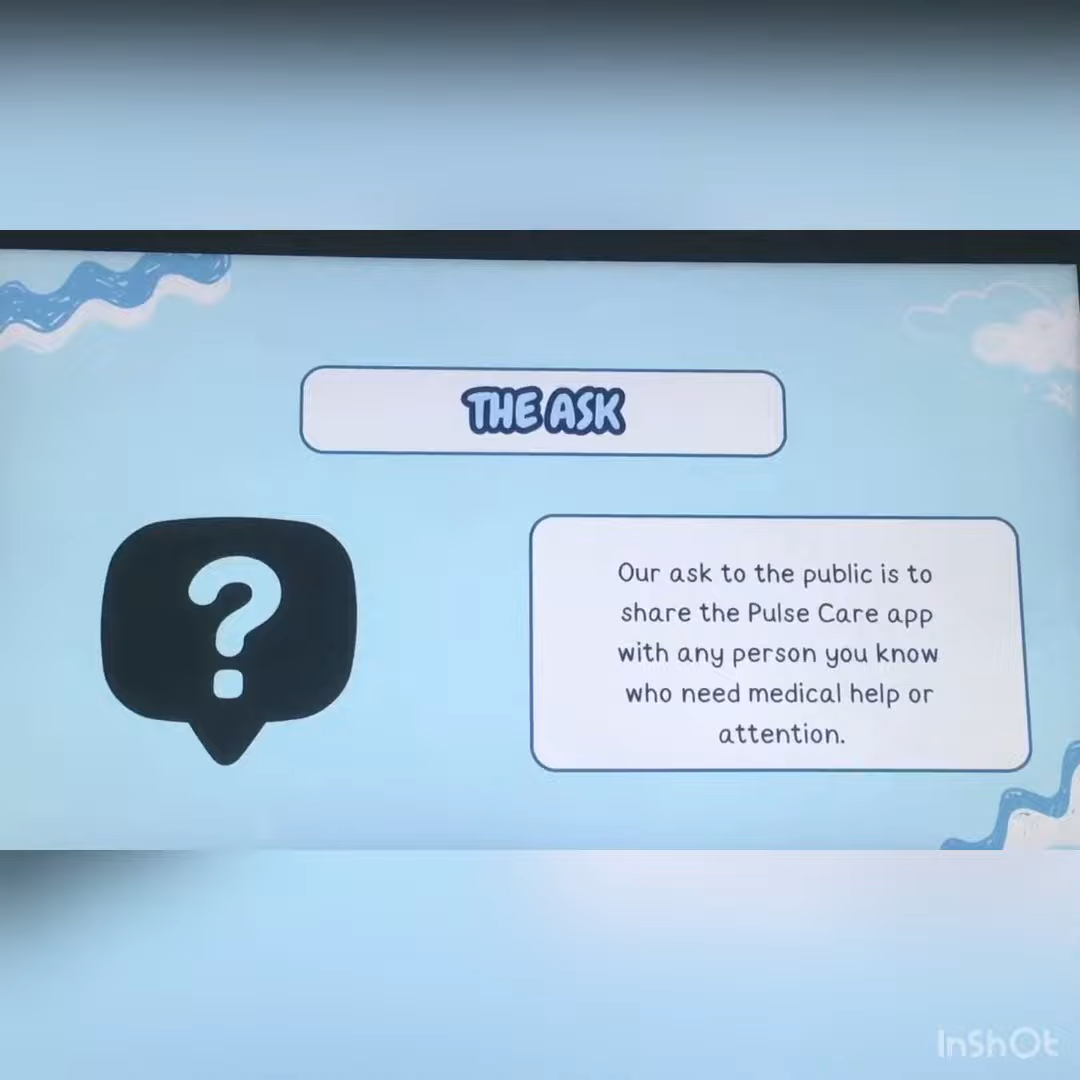 THE ASK
?
Our ask to the public is to
share the Pulse Care app
with any person you know
who need medical help or
attention.
InShOt